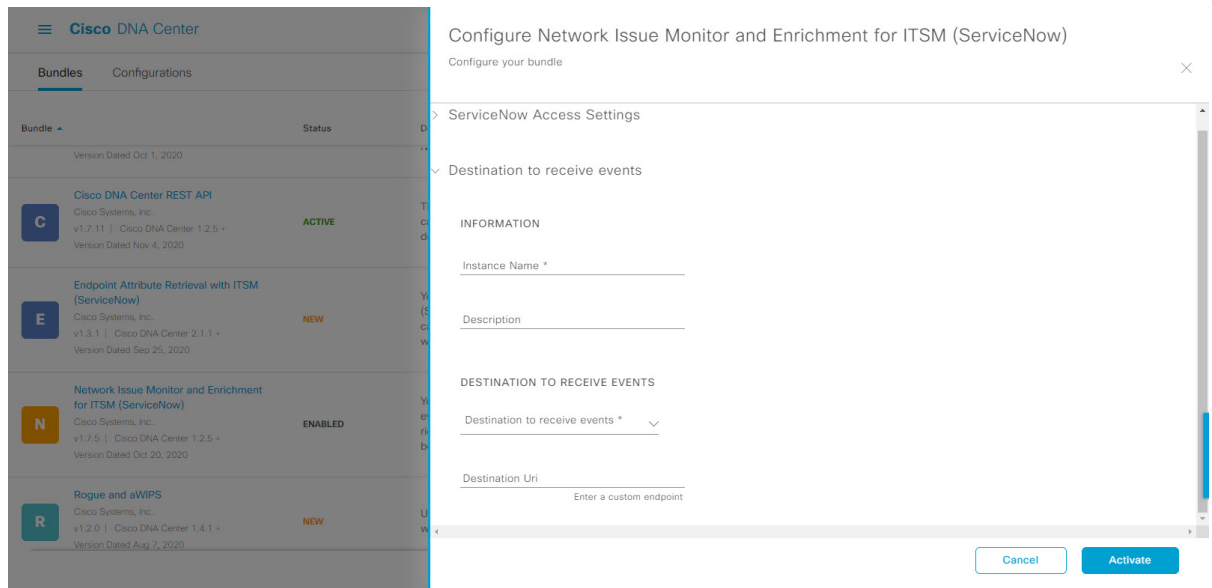 Cisco DNA Center
Bundles Configurations
Bundle Status
Version Dated Oct 1, 2020
Cisco DNA Center REST API
Cisco Systems, Inc.
v1.7.11 | Cisco DNA Center 1.2.5 +
Version Dated Nov 4, 2020
C
ACTIVE
Endpoint Attribute Retrieval with ITSM
(ServiceNow)
Cisco Systems, Inc.
v1.3.1 | Cisco DNA Center 2.1.1 +
Version Dated Sep 25, 2020
E
NEW
Network Issue Monitor and Enrichment
for ITSM (ServiceNow)
Cisco Systems, Inc.
v1.7.5 | Cisco DNA Center 1.2.5 +
Version Dated Oct 20, 2020
N
ENABLED
Rogue and aWIPS
Cisco Systems, Inc.
v1.2.0 | Cisco DNA Center 1.4.1 +
Version Dated Aug 7, 2020
R
NEW
Configure Network Issue Monitor and Enrichment for ITSM (ServiceNow)
Configure your bundle
ServiceNow Access Settings
Destination to receive events
INFORMATION
Instance Name *
Description
DESTINATION TO RECEIVE EVENTS
Destination to receive events *
Destination Uri
Enter a custom endpoint
Cancel Activate